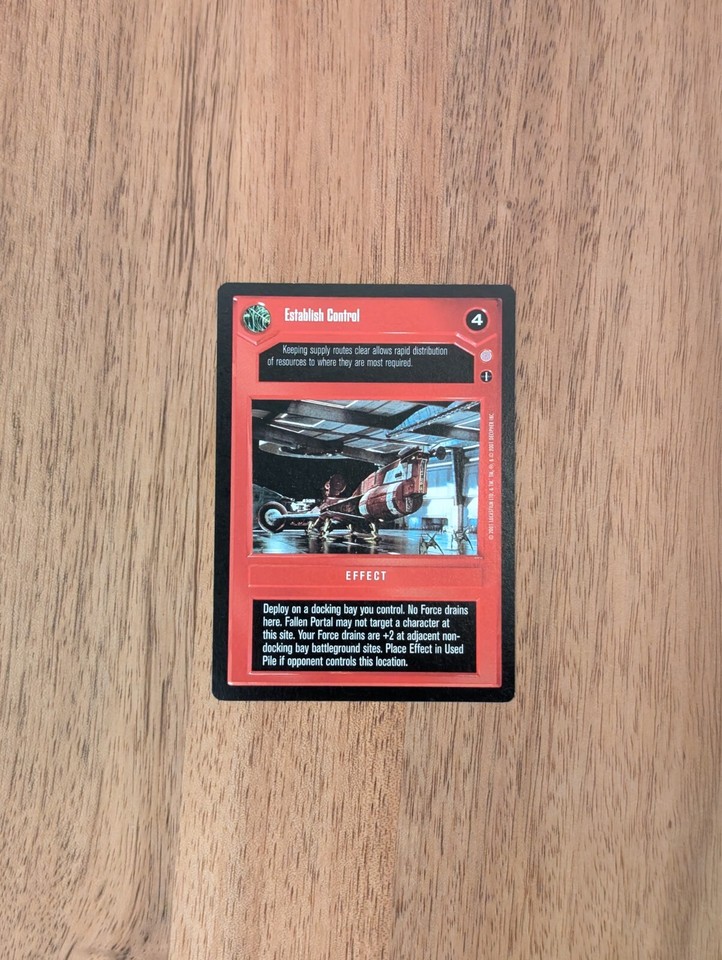 Establish Control
4
Keeping supply routes clear allows rapid distribution
of resources to where they are most required.
EFFECT
Deploy on a docking bay you control. No Force drains
here. Fallen Portal may not target a character at
this site. Your Force drains are +2 at adjacent non-
docking bay battleground sites. Place Effect in Used
Pile if opponent controls this location.